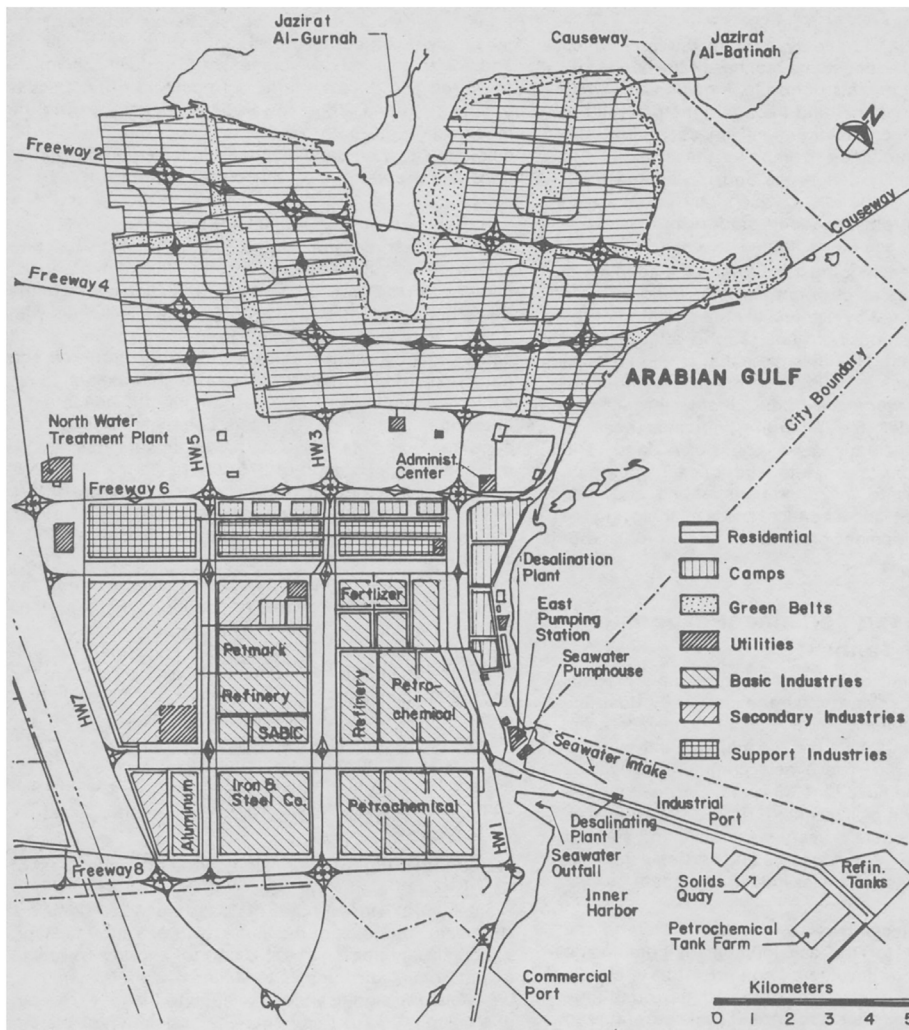 Jazirat
Al-Gurnah
Causeway
Jazirat
Al-Batinah
N
Freeway 2
Causeway
Freeway 4
ARABIAN GULF
City Boundary
North Water
Treatment Plant
HW5
HW3
Administ.
Center
Freeway 6
Desalination
Plant
East
Pumping
Station
Seawater
Pumphouse
Residential
Camps
Green Belts
Utilities
Basic Industries
Secondary Industries
Support Industries
Fertlizer
Petmark
Refinery
SABIC
Refinery
Petro-
chemical
HW7
Seawater Intake
Aluminum
Iron &
Steel Co.
Petrochemical
HW1
Industrial
Port
Desalinating
Plant 1
Seawater
Outfall
Inner
Harbor
Solids
Quay
Refin.
Tanks
Petrochemical
Tank Farm
Freeway 8
Commercial
Port
Kilometers
0 1 2 3 4 5